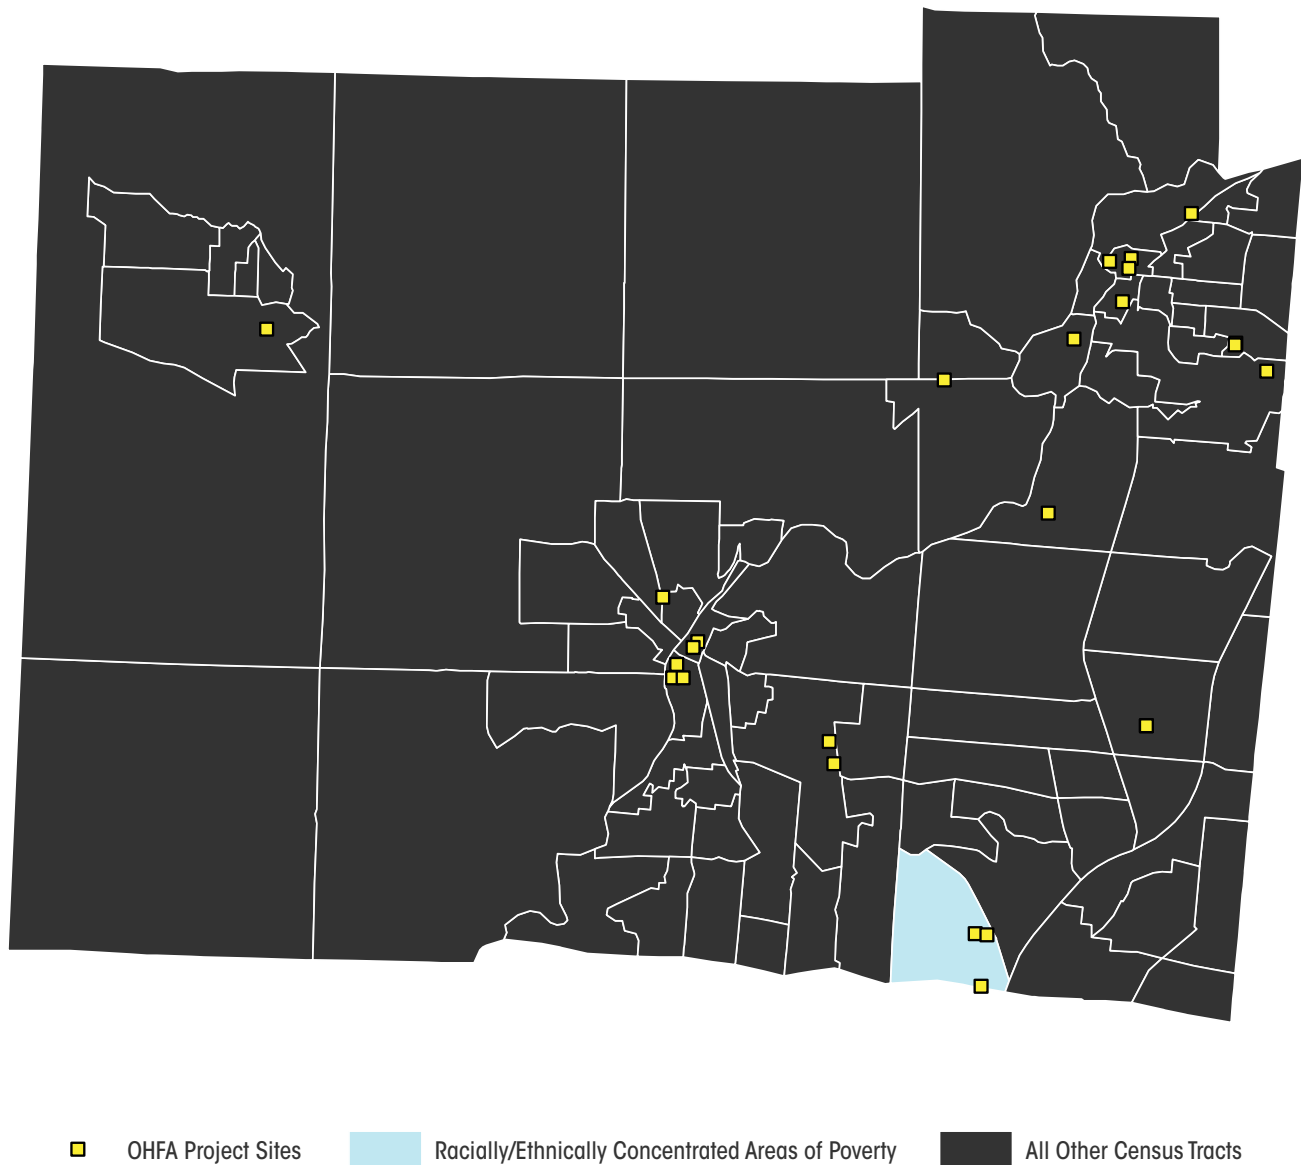 OHFA Project Sites
Racially/Ethnically Concentrated Areas of Poverty
All Other Census Tracts